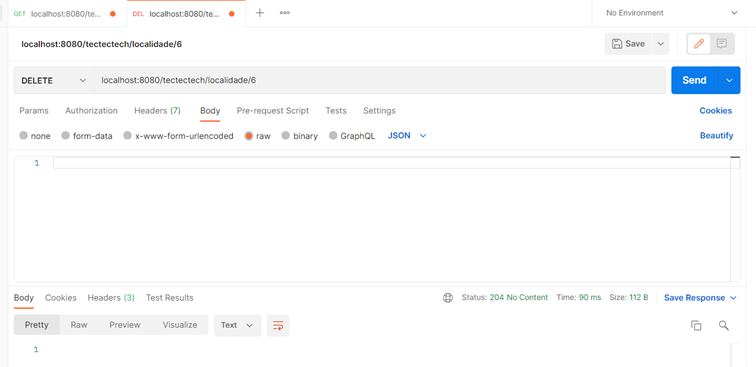 GET localhost:8080/te... DEL localhost:8080/te... No Environment
localhost:8080/tectectech/localidade/6 Save
DELETE localhost:8080/tectectech/localidade/6 Send
Params Authorization Headers (7) Body Pre-request Script Tests Settings Cookies
none form-data x-www-form-urlencoded raw binary GraphQL JSON Beautify
1
Body Cookies Headers (3) Test Results Status: 204 No Content Time: 90 ms Size: 112 B Save Response
Pretty Raw Preview Visualize Text
1